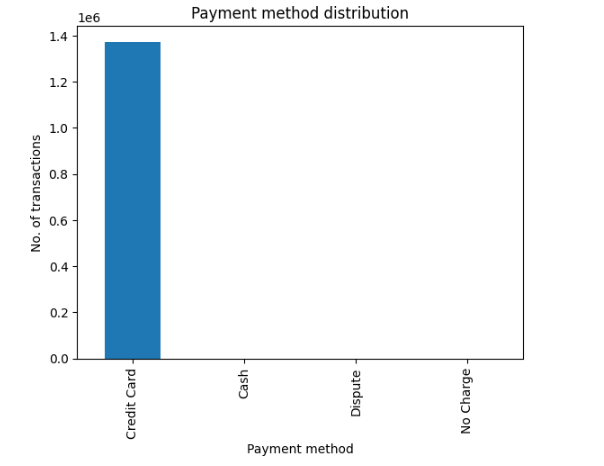 Payment method distribution
1e6
1.4
1.2
1.0
0.8
0.6
0.4
0.2
0.0
No. of transactions
Credit Card
Cash
Dispute
No Charge
Payment method